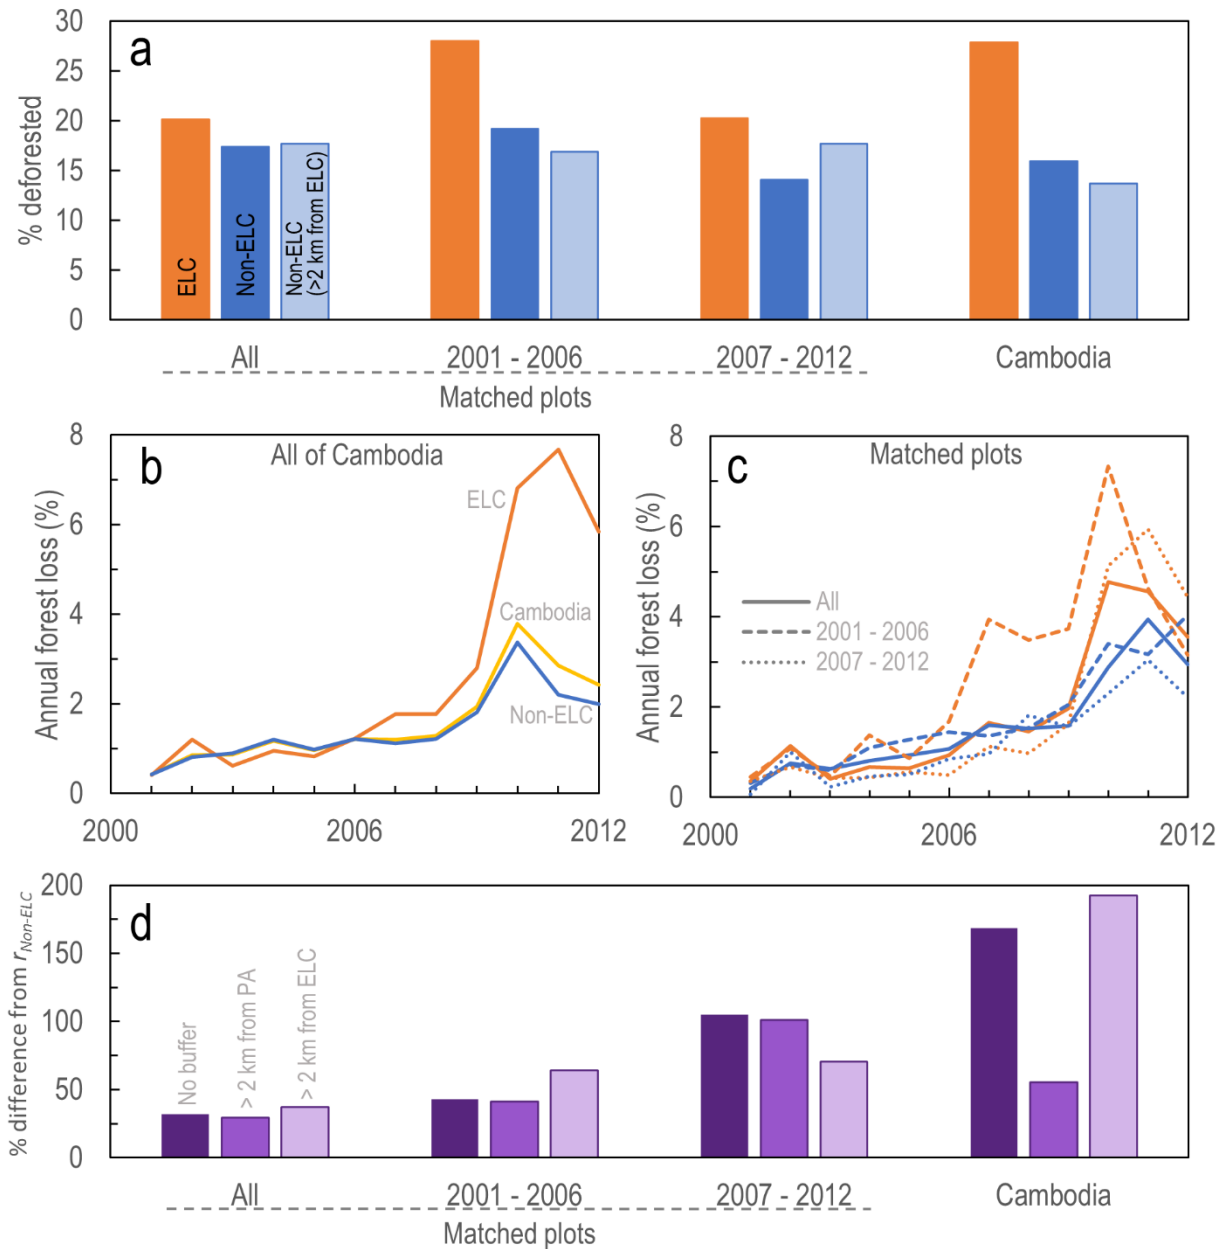 a
% deforested
30
25
20
15
10
5
0
ELC
Non-ELC
Non-ELC
(>2 km from ELC)
All
2001 - 2006
2007 - 2012
Cambodia
Matched plots
b
All of Cambodia
Annual forest loss (%)
8
6
4
2
0
ELC
Cambodia
Non-ELC
2000
2006
2012
c
Matched plots
Annual forest loss (%)
8
6
4
2
0
All
2001 - 2006
2007 - 2012
2000
2006
2012
d
% difference from rNon-ELC
200
150
100
50
0
No buffer
> 2 km from PA
> 2 km from ELC
All
2001 - 2006
2007 - 2012
Cambodia
Matched plots